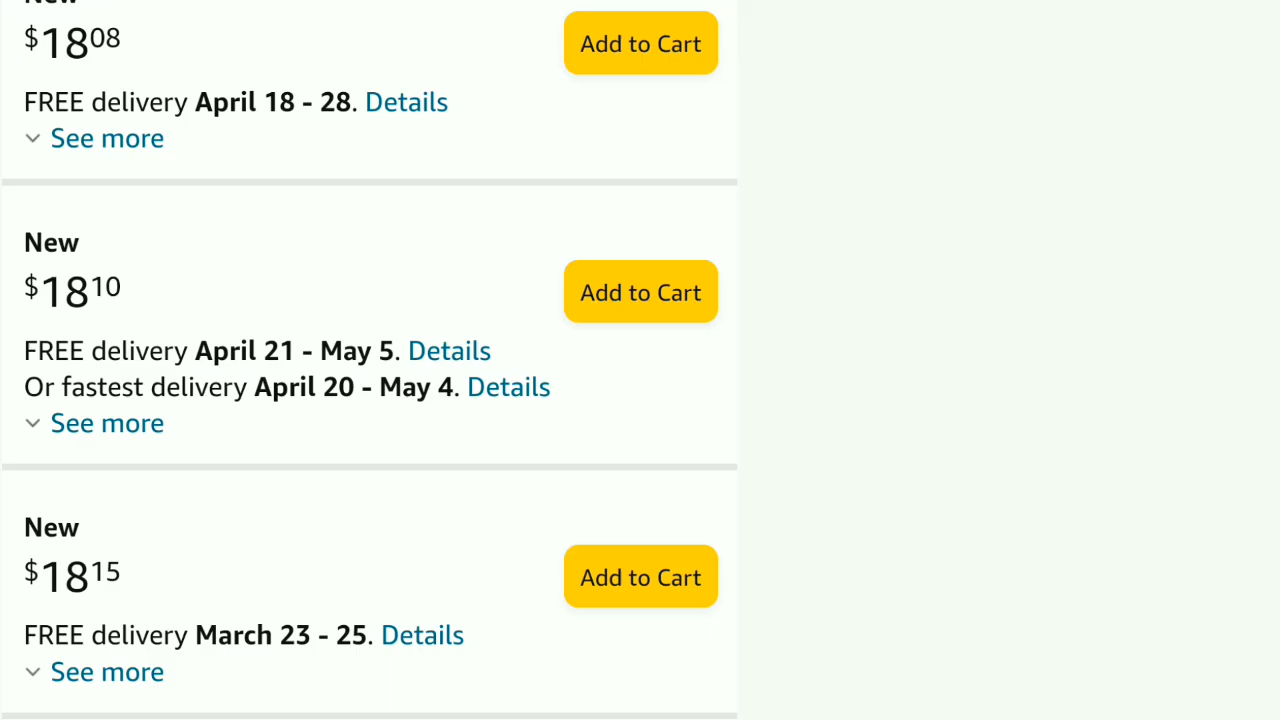 New
$18.08
Add to Cart
FREE delivery April 18 - 28. Details
See more
New
$18.10
Add to Cart
FREE delivery April 21 - May 5. Details
Or fastest delivery April 20 - May 4. Details
See more
New
$18.15
Add to Cart
FREE delivery March 23 - 25. Details
See more